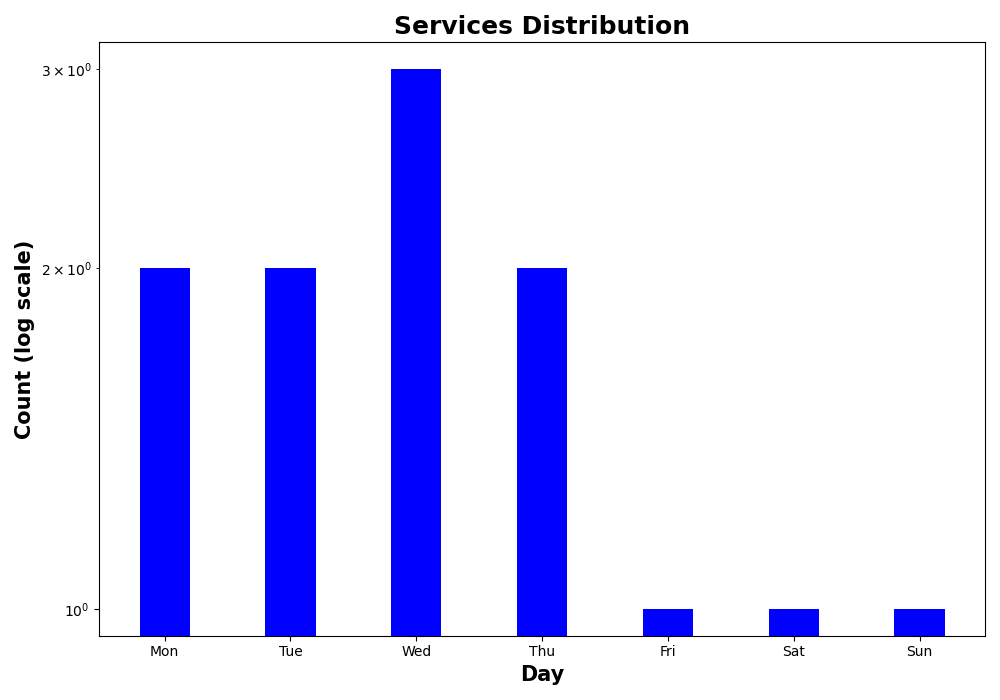 Services Distribution
Count (log scale)
3 × 10⁰
2 × 10⁰
10⁰
Mon Tue Wed Thu Fri Sat Sun
Day